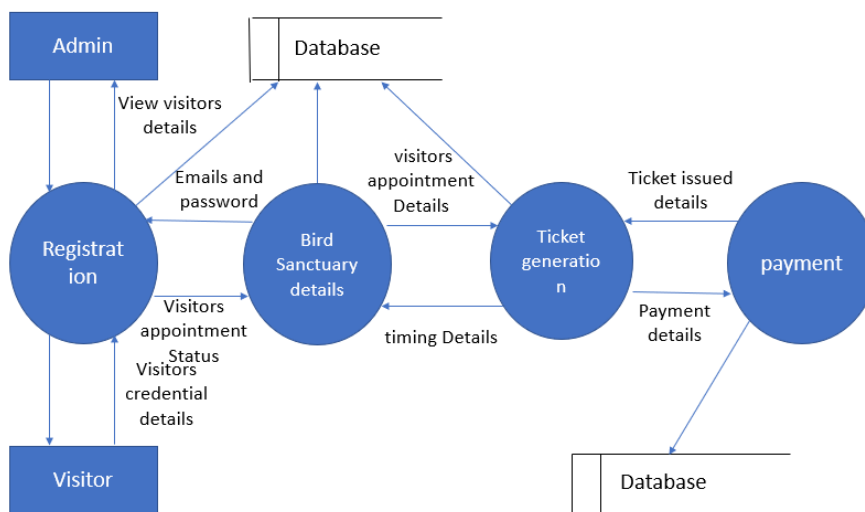 Admin
Database
View visitors
details
Emails and
password
visitors
appointment
Details
Ticket issued
details
Registrat
ion
Bird
Sanctuary
details
Ticket
generatio
n
payment
Visitors
appointment
Status
timing Details
Payment
details
Visitors
credential
details
Visitor
Database